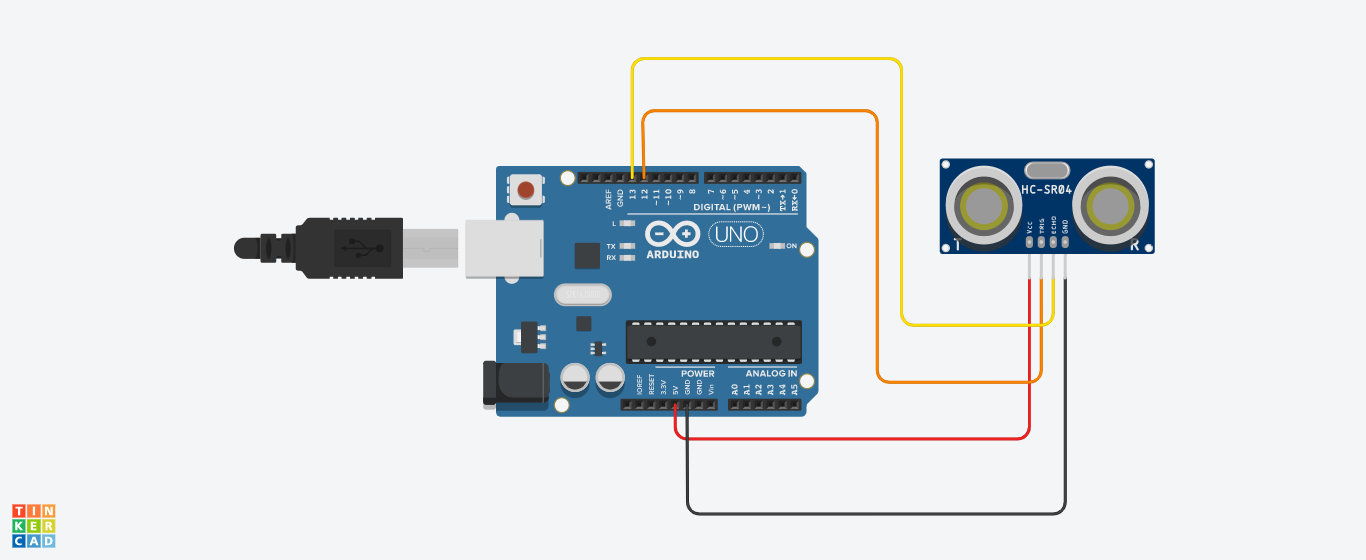 HC-SR04
Vcc
TRIG
ECHO
GND
T
R
AREF
GND
13
12
~11
~10
~9
8
7
~6
~5
4
~3
2
TX→1
RX←0
DIGITAL (PWM~)
L
TX
RX
ARDUINO
UNO
ON
POWER
ANALOG IN
IOREF
RESET
3.3V
5V
GND
GND
Vin
A0
A1
A2
A3
A4
A5
TIN
KER
CAD